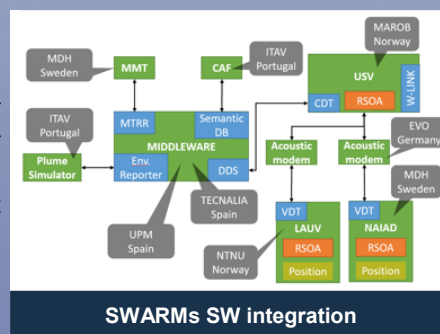 MAROB
Norway
MDH
Sweden
MMT
CAF
ITAV
Portugal
USV
W-LINK
CDT
RSOA
ITAV
Portugal
MTRR
Semantic
DB
MIDDLEWARE
Plume
Simulator
Env.
Reporter
DDS
Acoustic
modem
Acoustic
modem
EVO
Germany
MDH
Sweden
TECNALIA
Spain
UPM
Spain
NTNU
Norway
VDT
LAUV
RSOA
Position
VDT
NAIAD
RSOA
Position
SWARMs SW integration